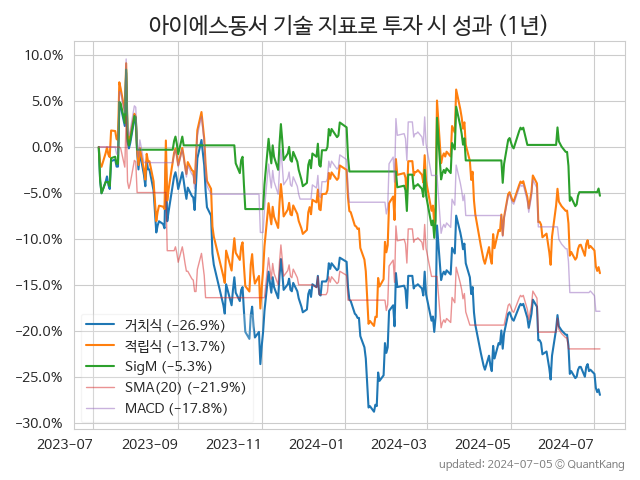 아이에스동서 기술 지표로 투자 시 성과 (1년)
10.0%
5.0%
0.0%
−5.0%
−10.0%
−15.0%
−20.0%
−25.0%
−30.0%
거치식 (−26.9%)
적립식 (−13.7%)
SigM (−5.3%)
SMA(20) (−21.9%)
MACD (−17.8%)
2023−07 2023−09 2023−11 2024−01 2024−03 2024−05 2024−07
updated: 2024-07-05 © QuantKang